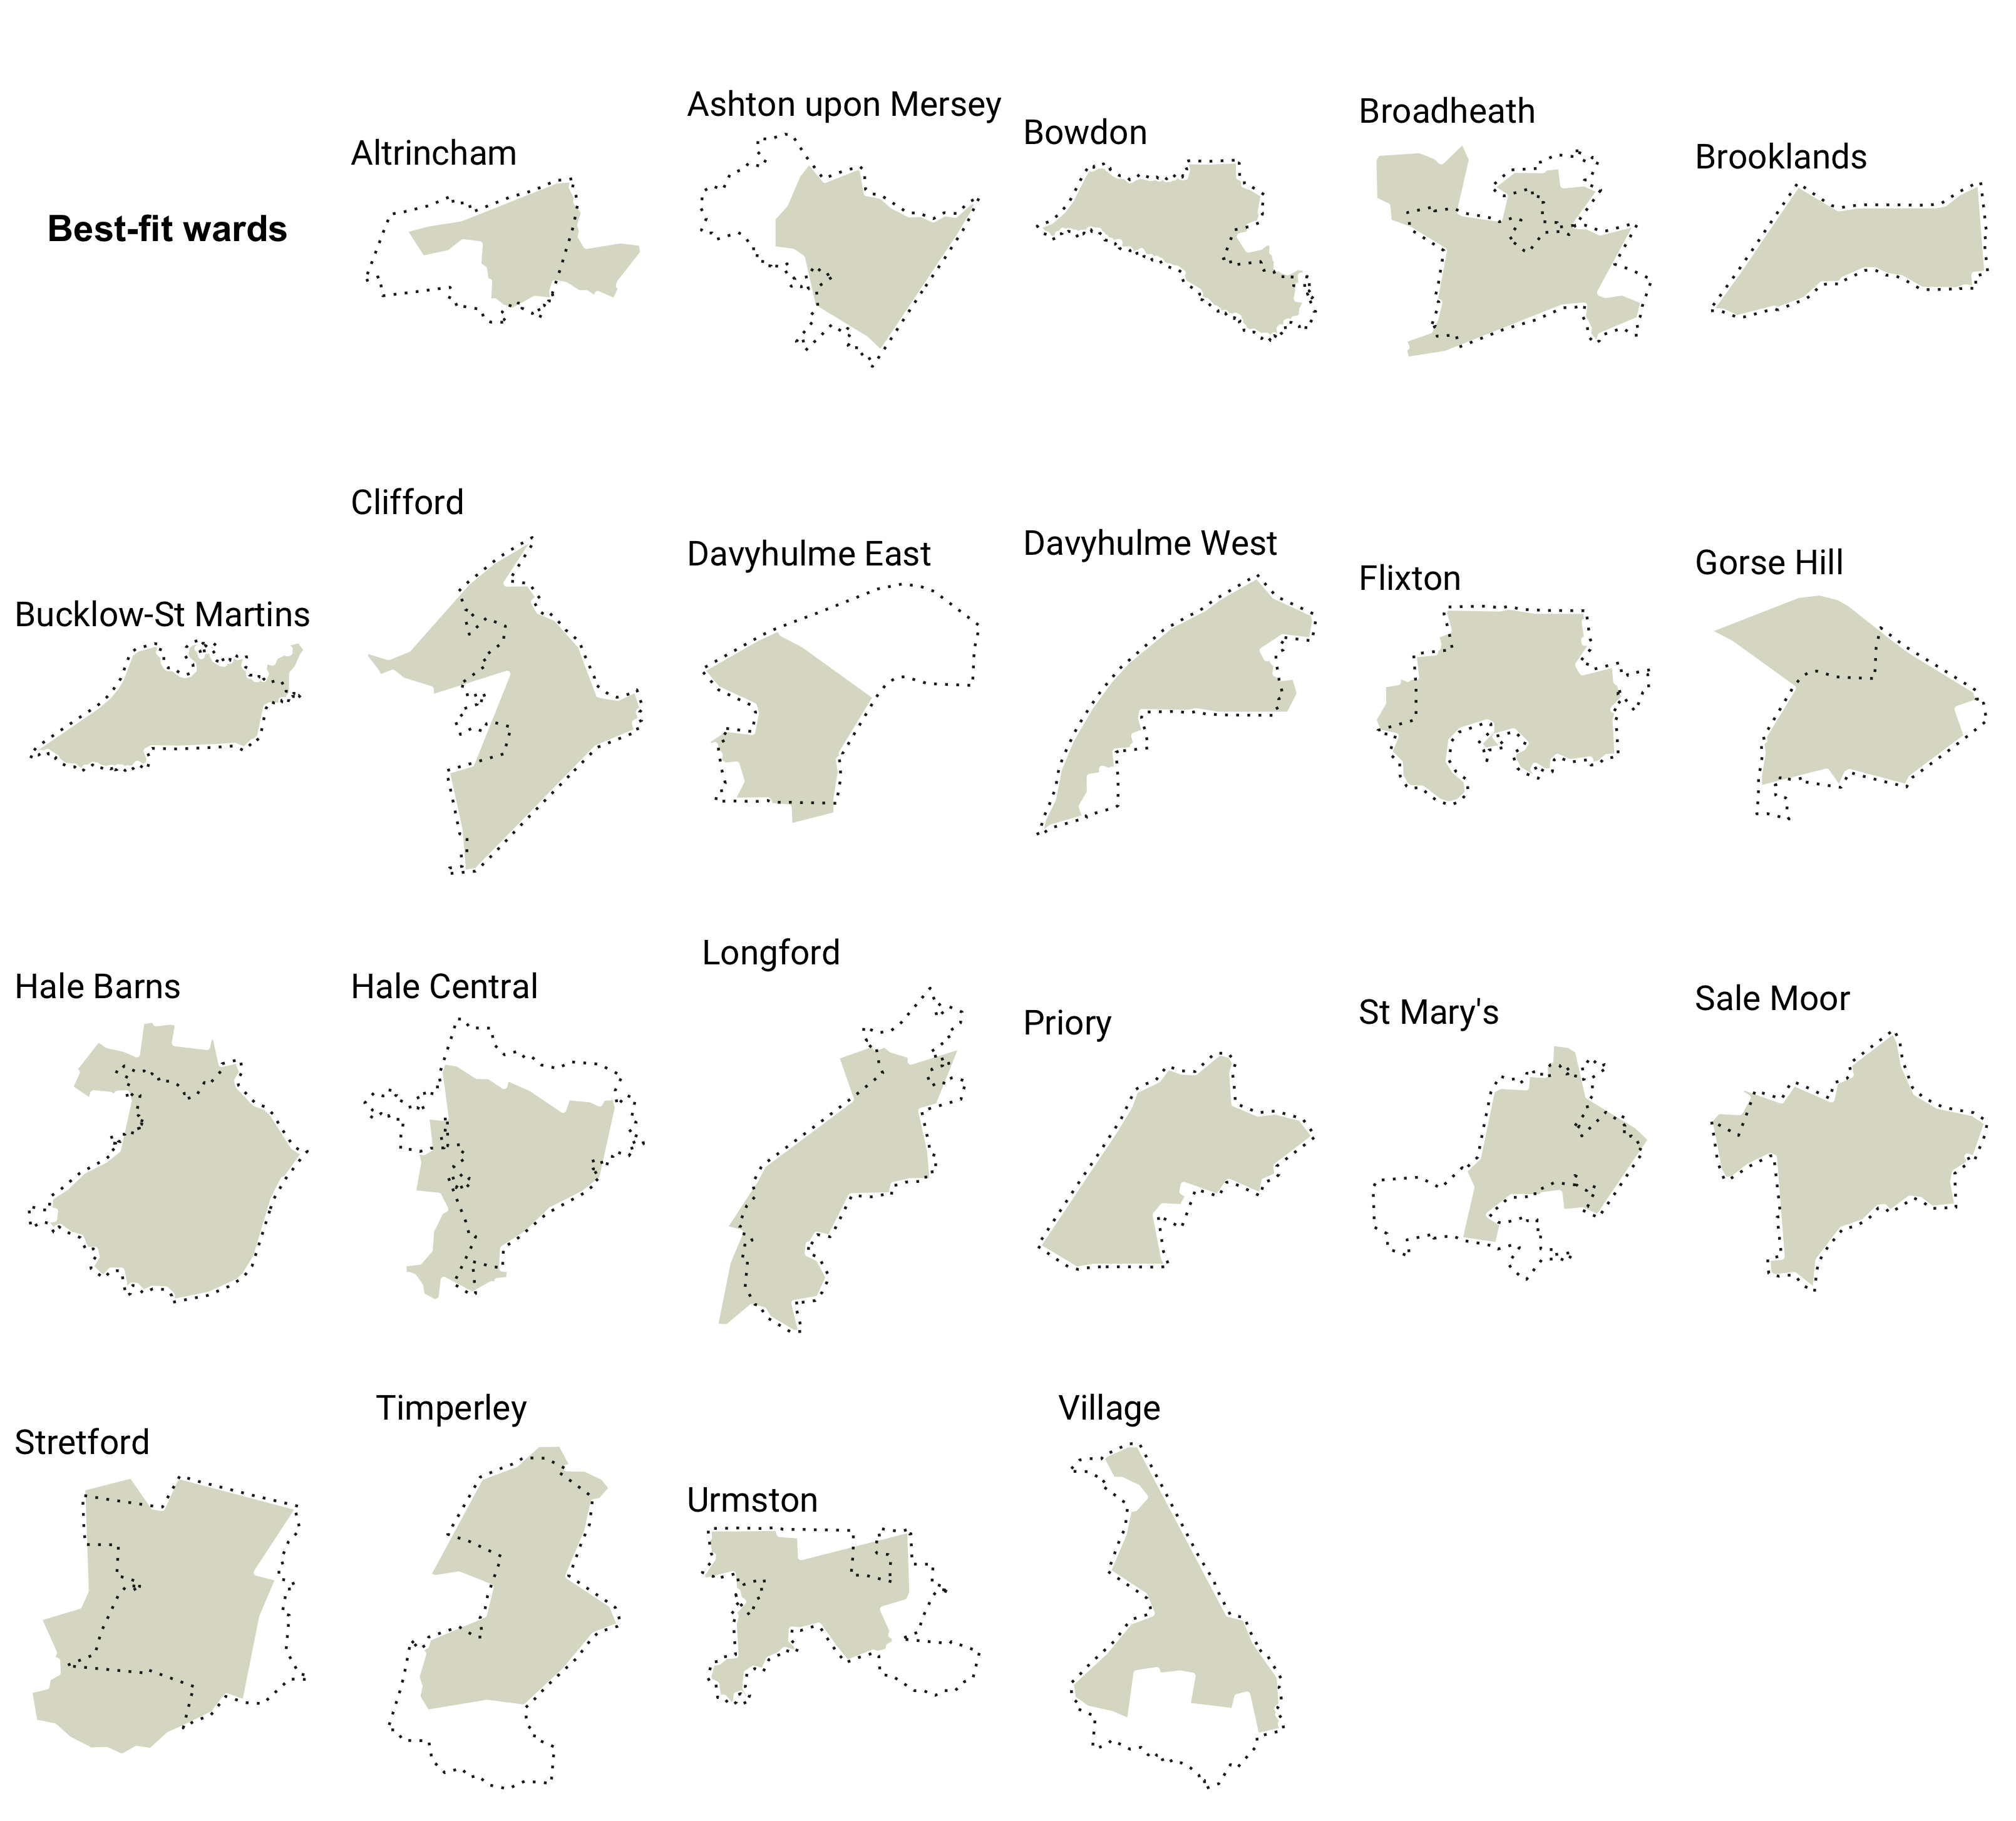 Best-fit wards
Altrincham
Ashton upon Mersey
Bowdon
Broadheath
Brooklands
Bucklow-St Martins
Clifford
Davyhulme East
Davyhulme West
Flixton
Gorse Hill
Hale Barns
Hale Central
Longford
Priory
St Mary's
Sale Moor
Stretford
Timperley
Urmston
Village